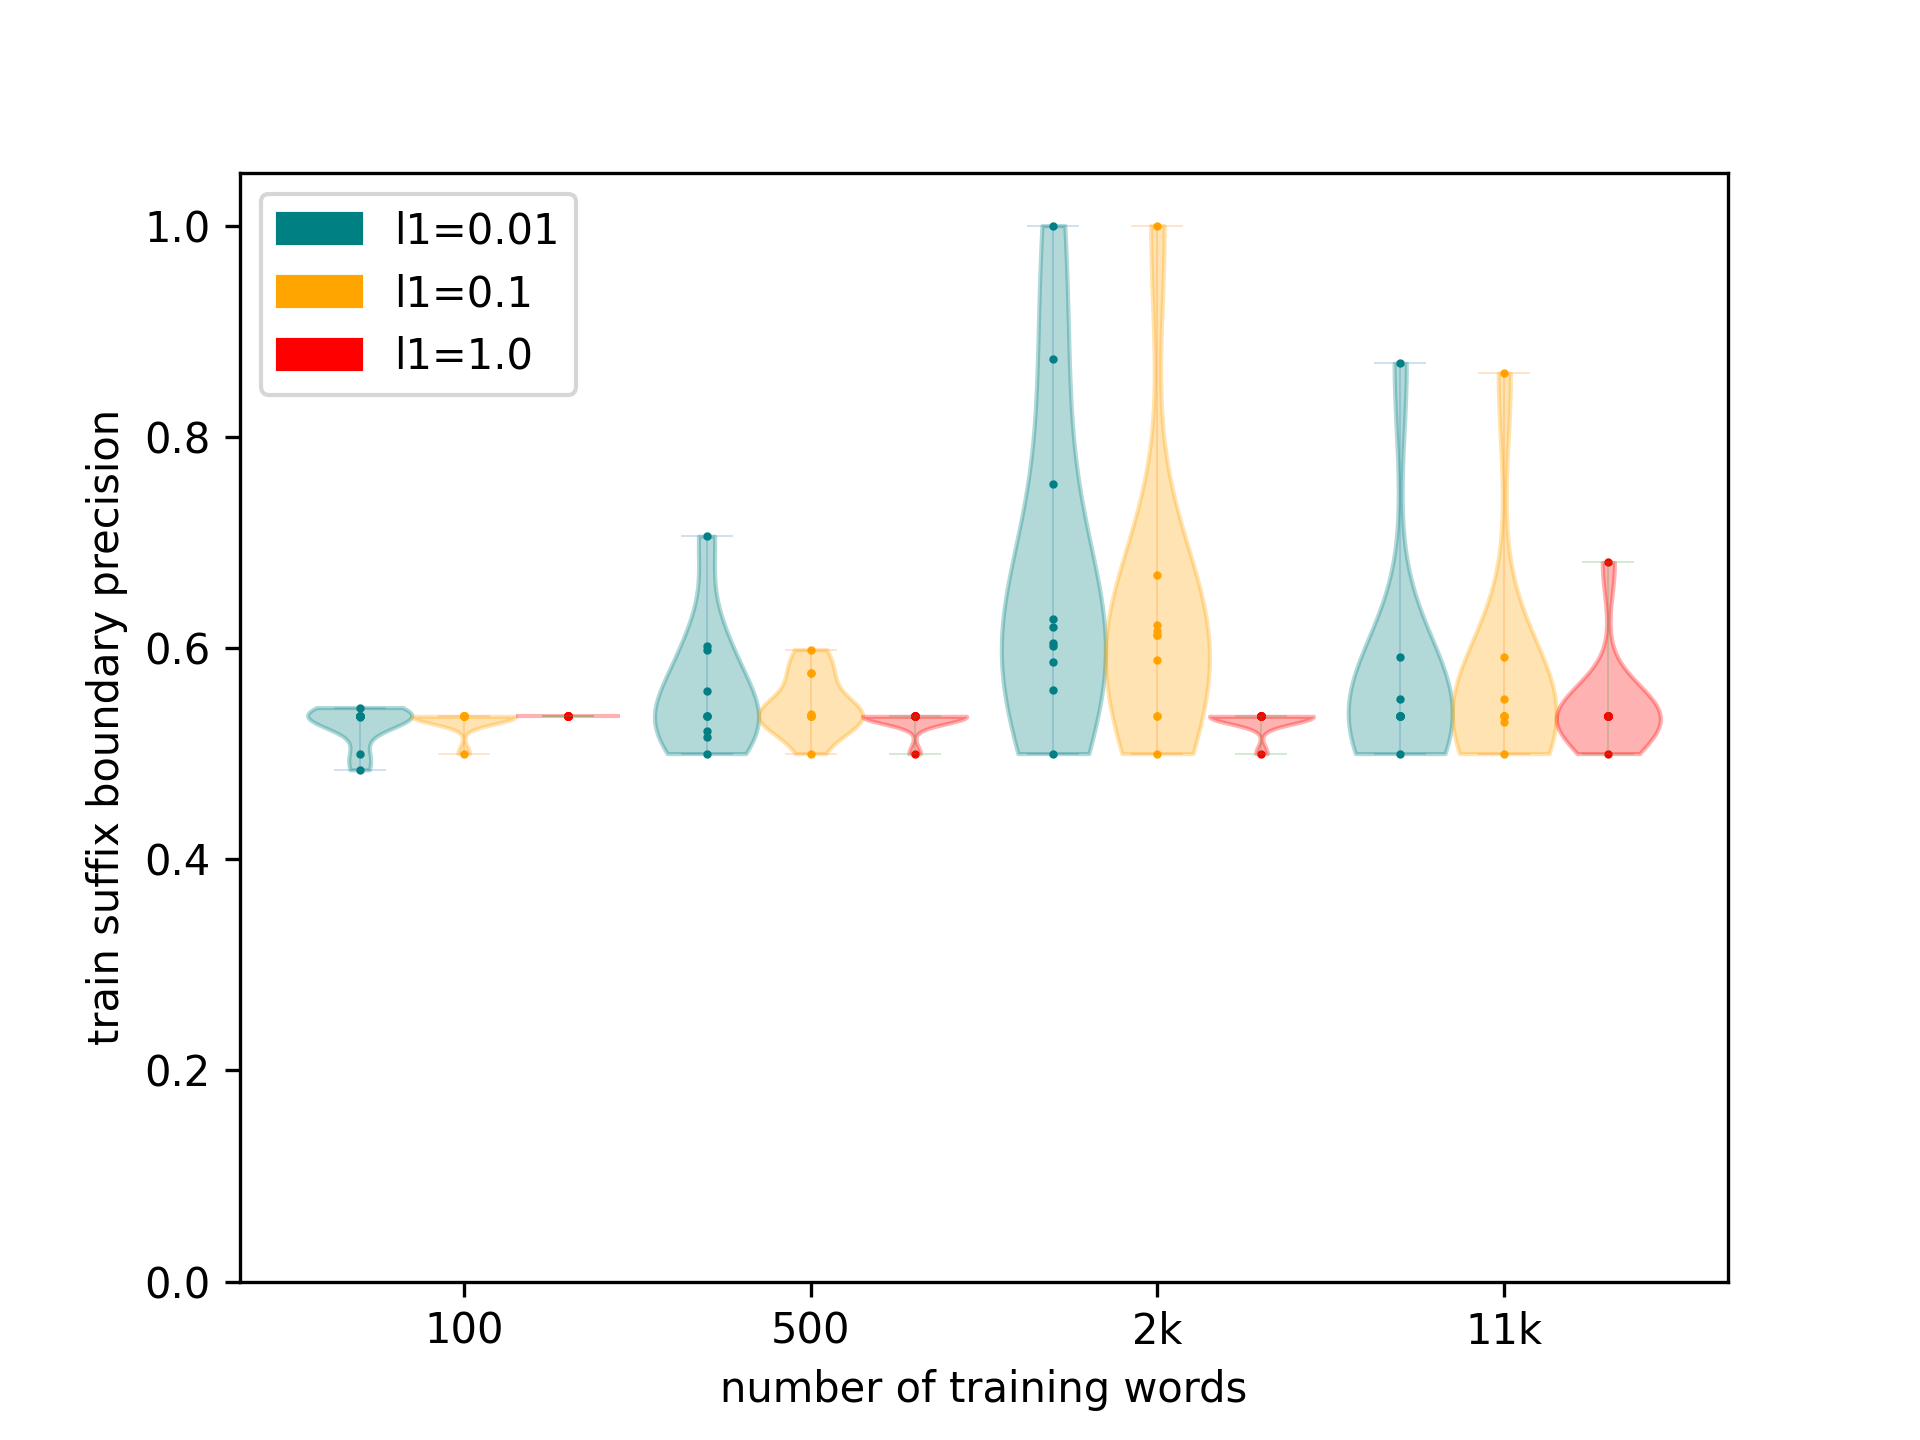 l1=0.01
l1=0.1
l1=1.0
1.0
0.8
0.6
0.4
0.2
0.0
train suffix boundary precision
100 500 2k 11k
number of training words